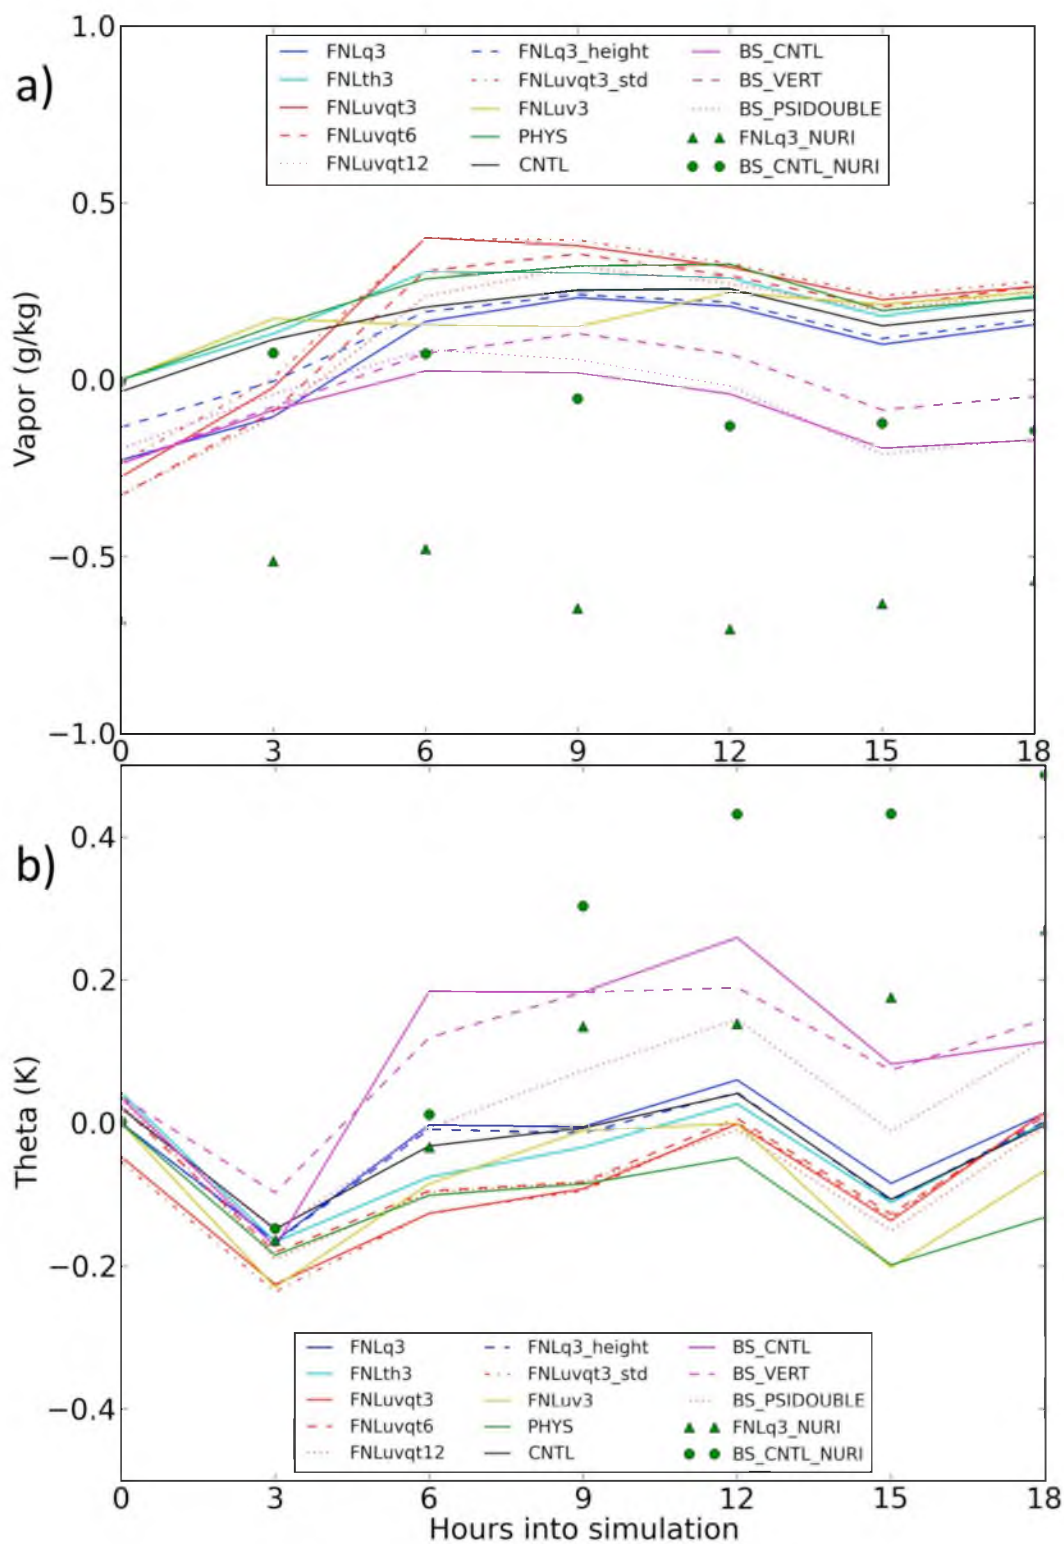 a)
1.0
0.5
0.0
−0.5
−1.0
Vapor (g/kg)
FNLq3 FNLq3_height BS_CNTL
FNLth3 FNLuvqt3_std BS_VERT
FNLuvqt3 FNLuv3 BS_PSIDOUBLE
FNLuvqt6 PHYS FNLq3_NURI
FNLuvqt12 CNTL BS_CNTL_NURI
0 3 6 9 12 15 18
b)
0.4
0.2
0.0
−0.2
−0.4
Theta (K)
FNLq3 FNLq3_height BS_CNTL
FNLth3 FNLuvqt3_std BS_VERT
FNLuvqt3 FNLuv3 BS_PSIDOUBLE
FNLuvqt6 PHYS FNLq3_NURI
FNLuvqt12 CNTL BS_CNTL_NURI
0 3 6 9 12 15 18
Hours into simulation